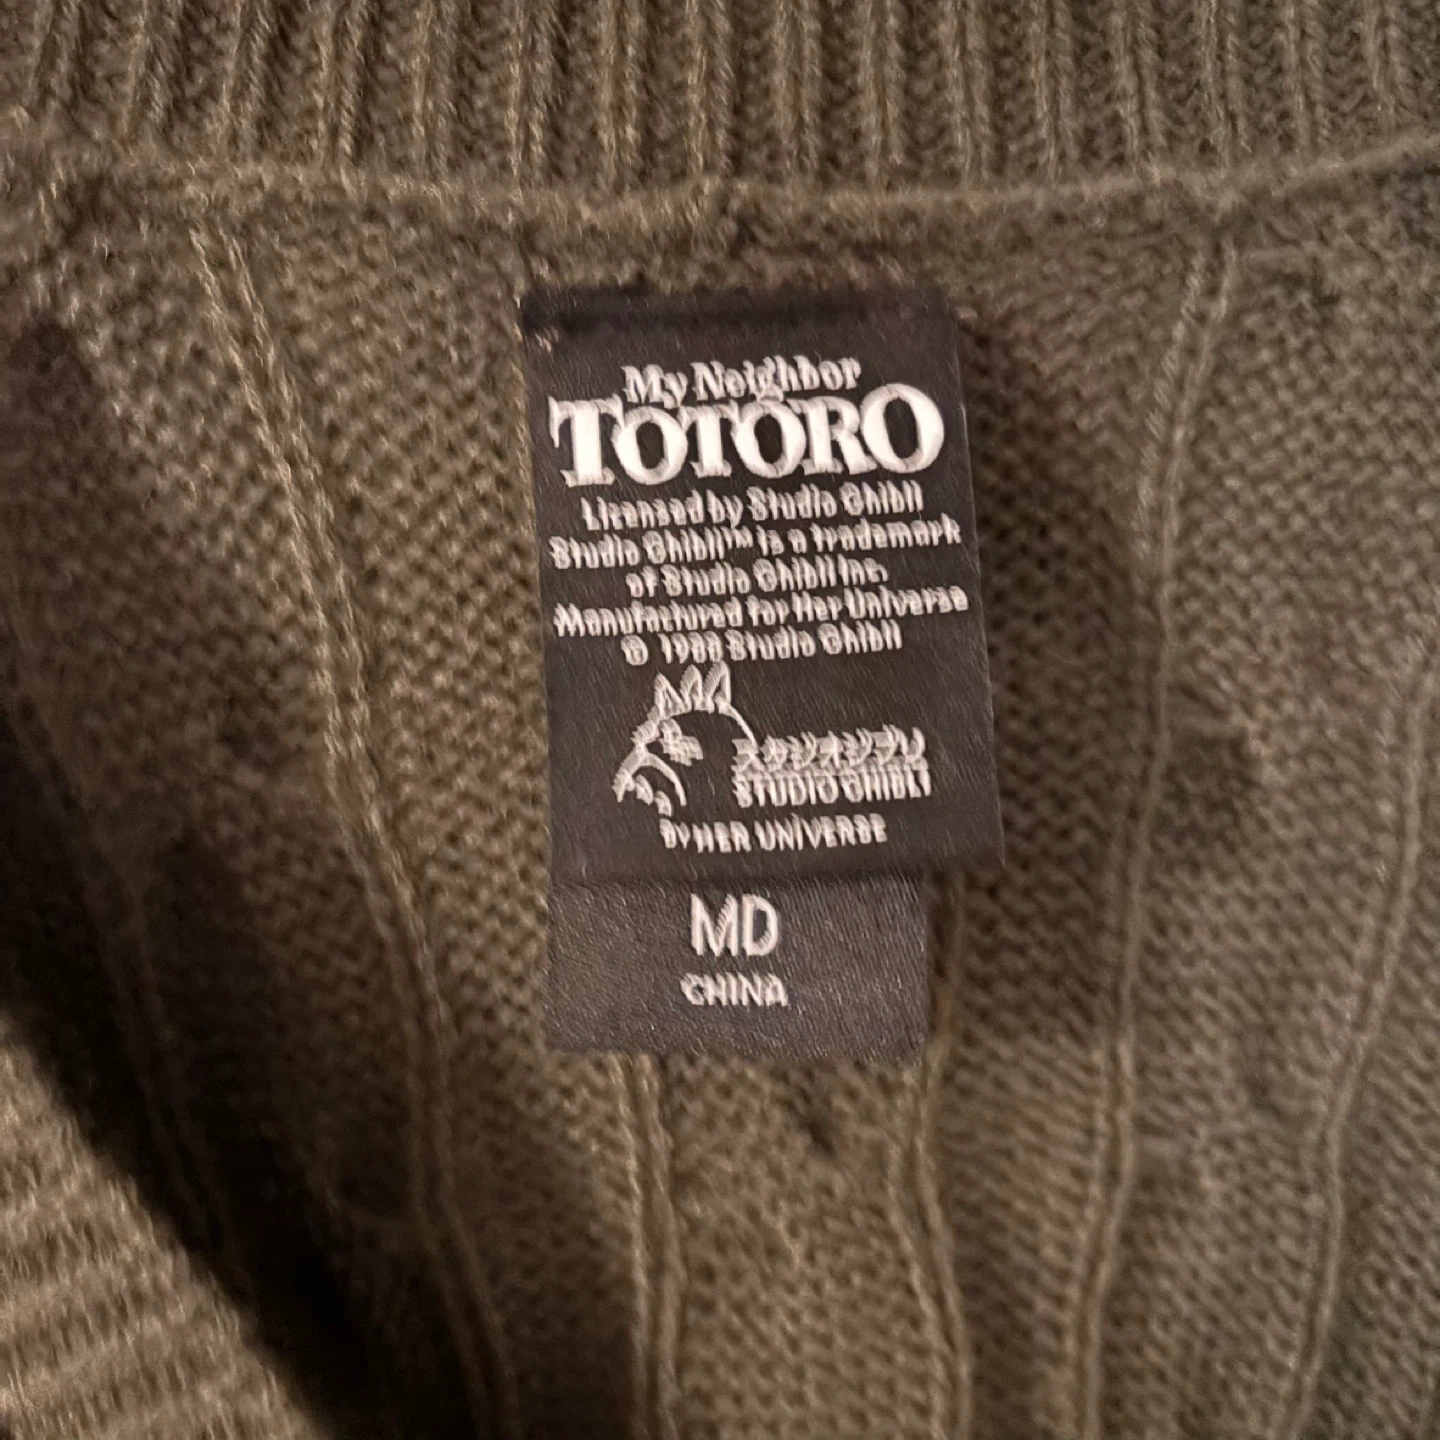 My Neighbor
TOTORO
Licensed by Studio Ghibli
Studio Ghibli™ is a trademark
of Studio Ghibli Inc.
Manufactured for Her Universe
© 1988 Studio Ghibli
スタジオジブリ
STUDIO GHIBLI
BY HER UNIVERSE
MD
CHINA